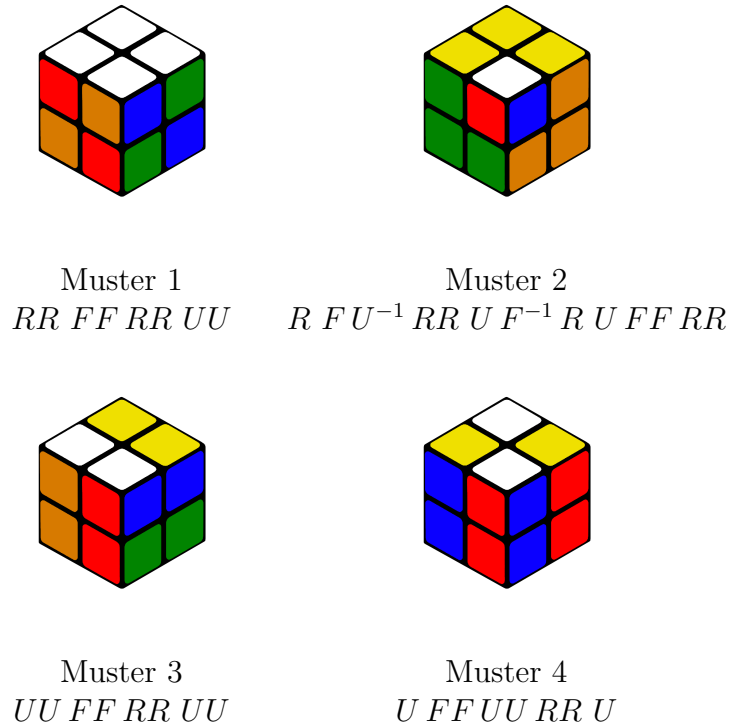 Muster 1
RR FF RR UU
Muster 2
R F U⁻¹ RR U F⁻¹ R U FF RR
Muster 3
UU FF RR UU
Muster 4
U FF UU RR U